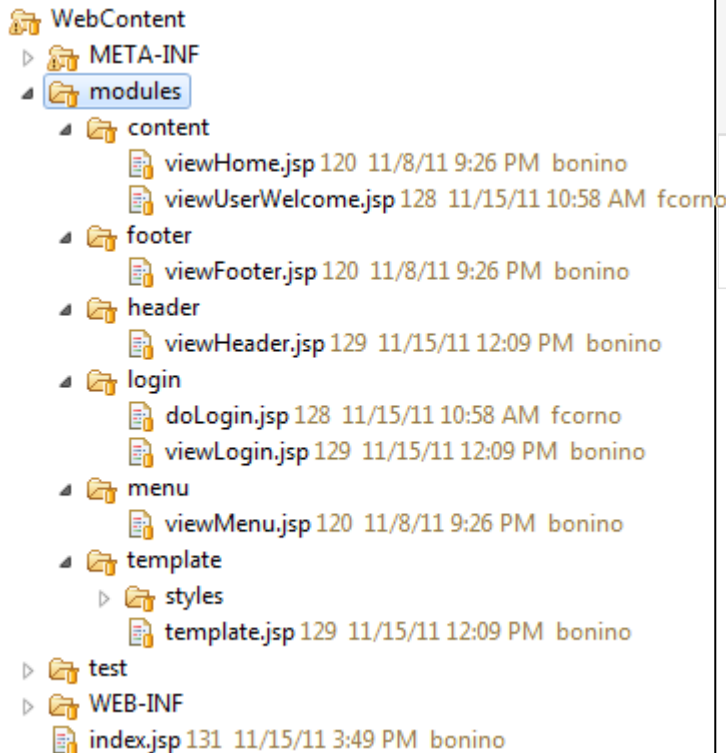 WebContent
META-INF
modules
content
viewHome.jsp 120 11/8/11 9:26 PM bonino
viewUserWelcome.jsp 128 11/15/11 10:58 AM fcorno
footer
viewFooter.jsp 120 11/8/11 9:26 PM bonino
header
viewHeader.jsp 129 11/15/11 12:09 PM bonino
login
doLogin.jsp 128 11/15/11 10:58 AM fcorno
viewLogin.jsp 129 11/15/11 12:09 PM bonino
menu
viewMenu.jsp 120 11/8/11 9:26 PM bonino
template
styles
template.jsp 129 11/15/11 12:09 PM bonino
test
WEB-INF
index.jsp 131 11/15/11 3:49 PM bonino